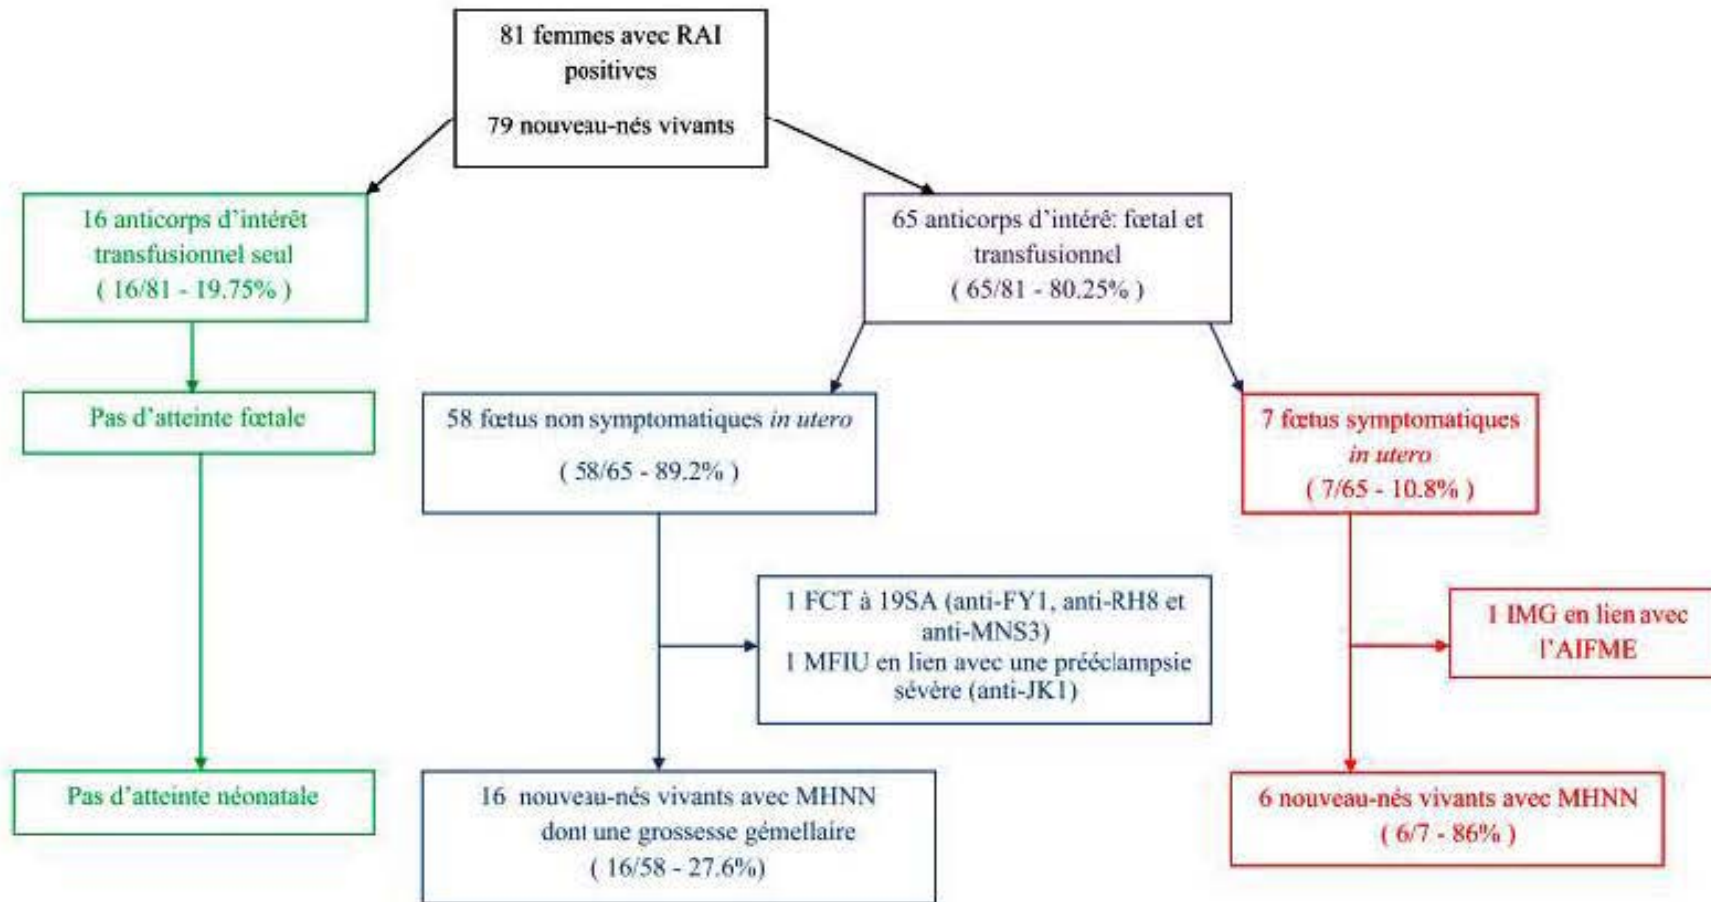 81 femmes avec RAI
positives
79 nouveau-nés vivants
16 anticorps d'intérêt
transfusionnel seul
( 16/81 - 19.75% )
65 anticorps d'intérê: fœtal et
transfusionnel
( 65/81 - 80.25% )
Pas d'atteinte fœtale
58 fœtus non symptomatiques in utero
( 58/65 - 89.2% )
7 fœtus symptomatiques
in utero
( 7/65 - 10.8% )
1 FCT à 19SA (anti-FY1, anti-RH8 et
anti-MNS3)
1 MFIU en lien avec une prééclampsie
sévère (anti-JK1)
1 IMG en lien avec
l'AIFME
Pas d'atteinte néonatale
16 nouveau-nés vivants avec MHNN
dont une grossesse gémellaire
( 16/58 - 27.6%)
6 nouveau-nés vivants avec MHNN
( 6/7 - 86% )